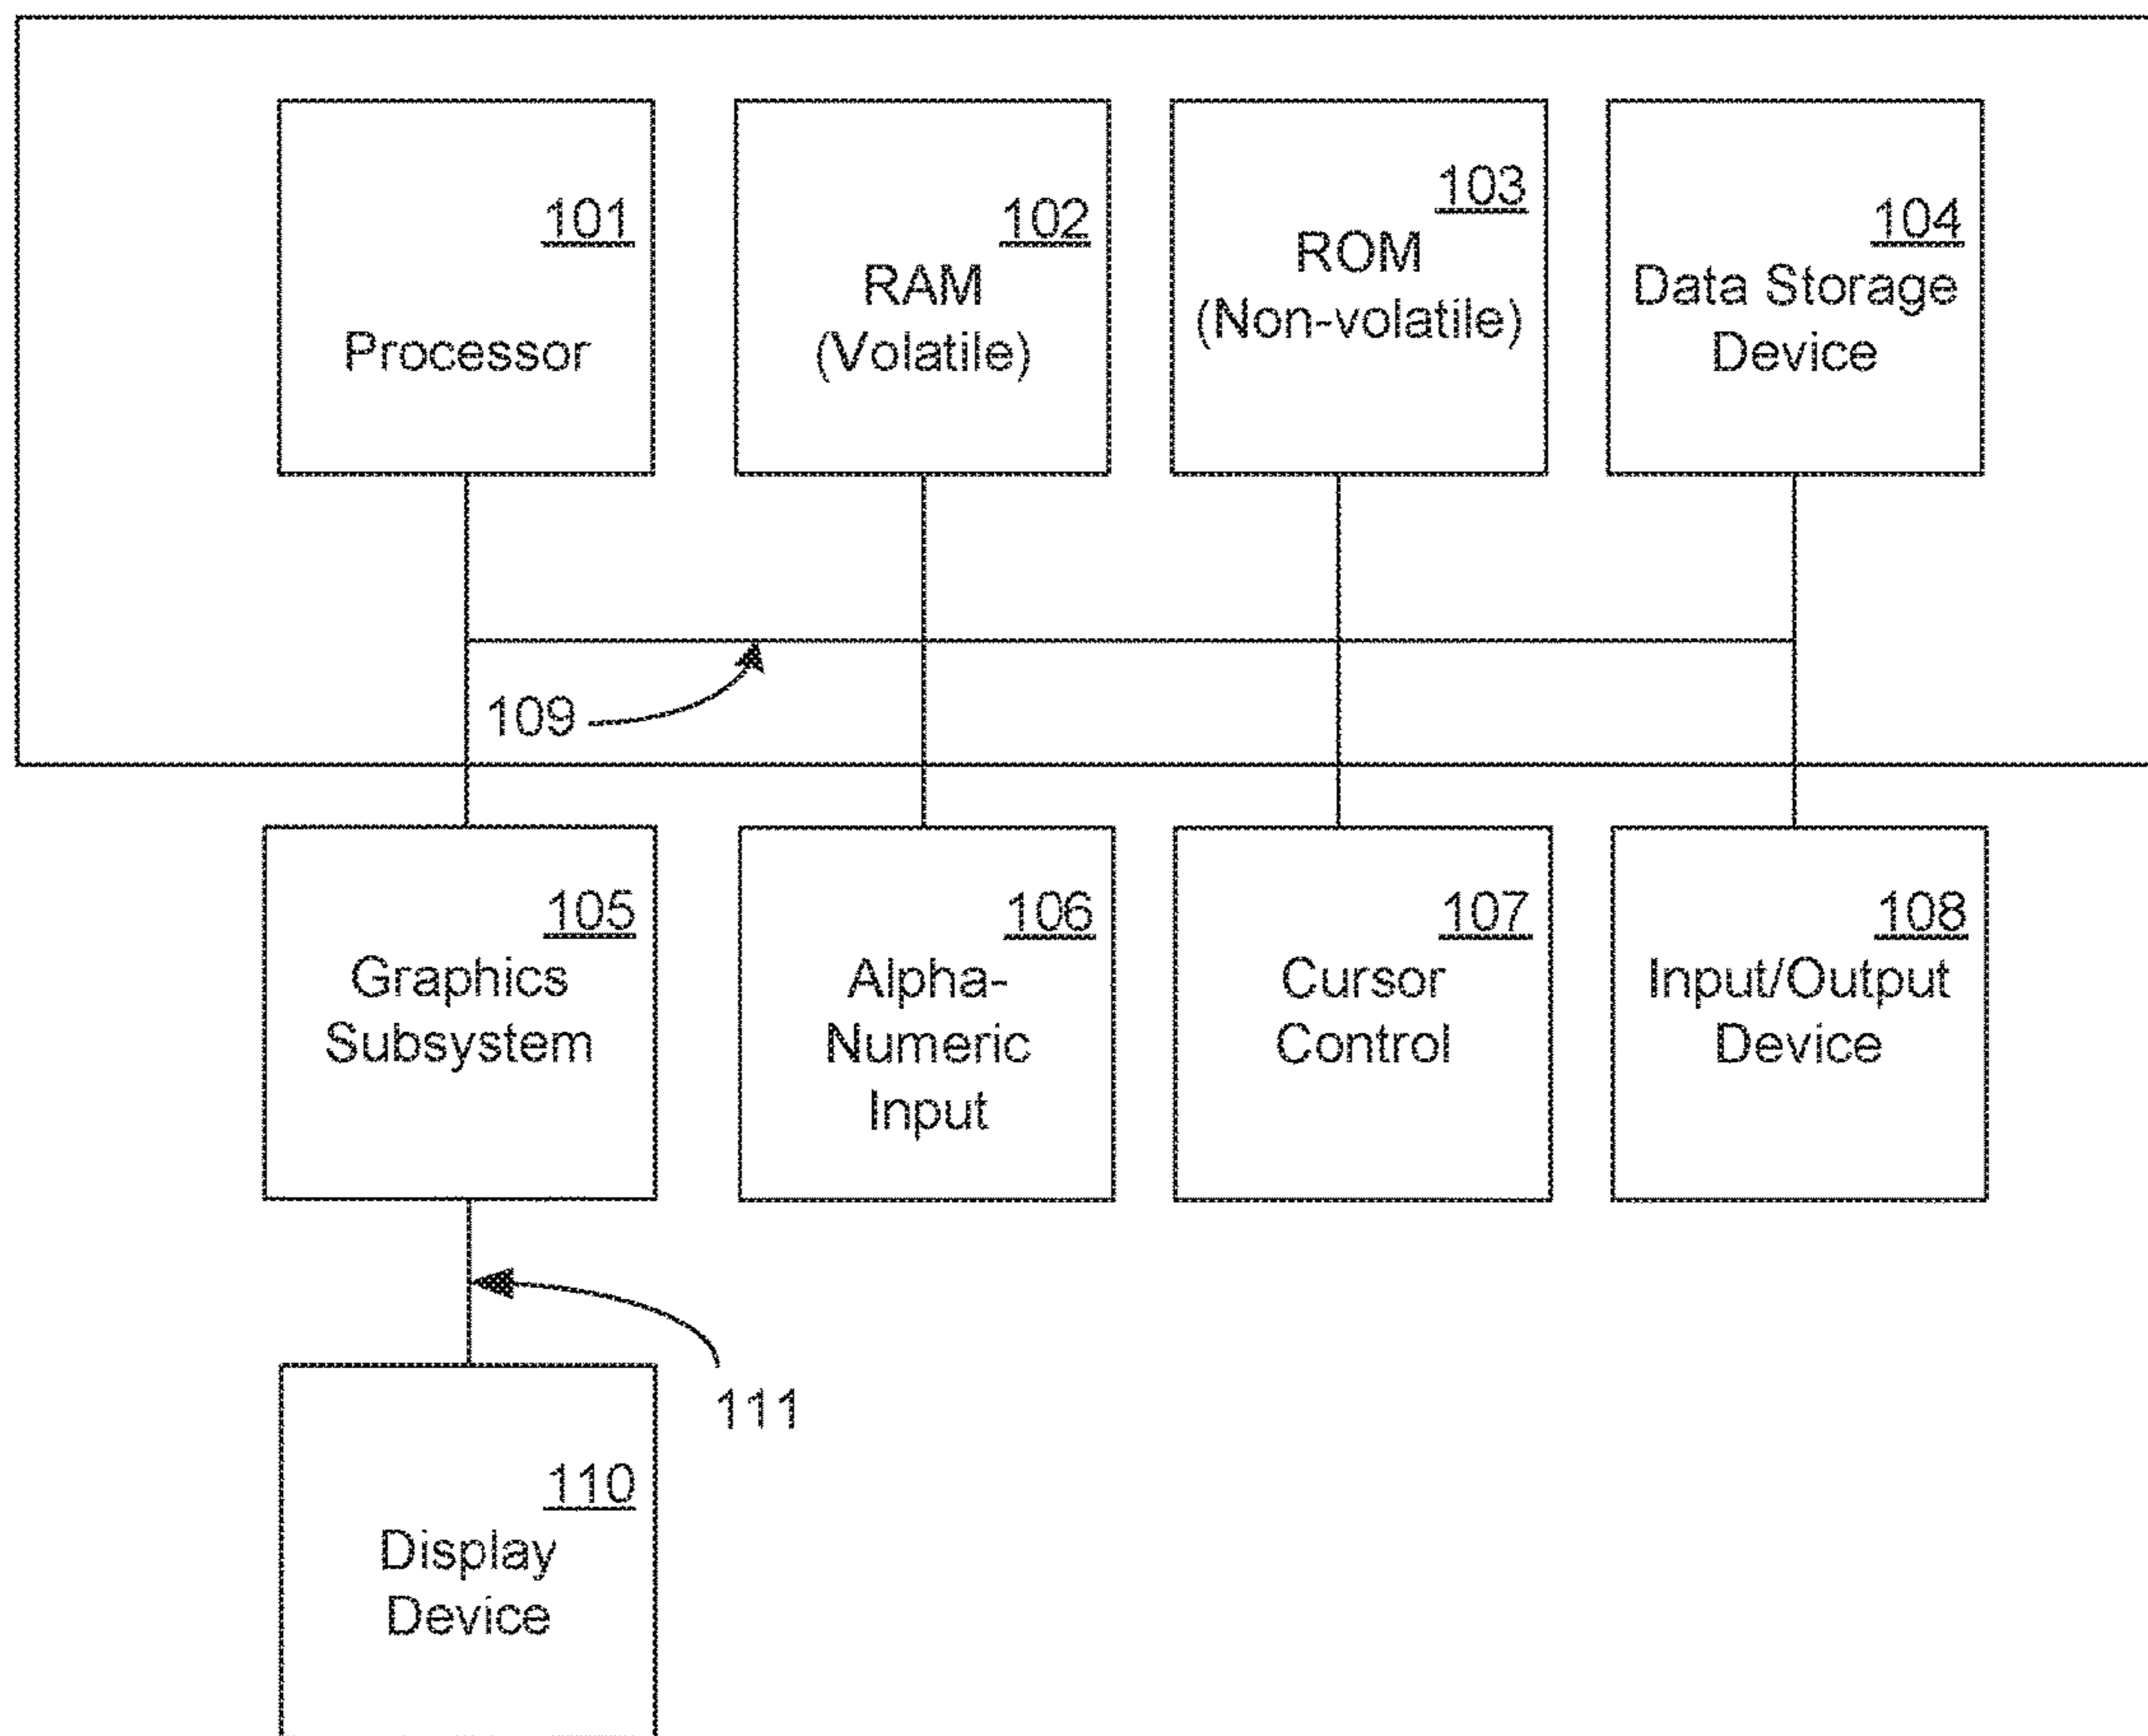 101
Processor
102
RAM
(Volatile)
103
ROM
(Non-volatile)
104
Data Storage
Device
109
105
Graphics
Subsystem
106
Alpha-
Numeric
Input
107
Cursor
Control
108
Input/Output
Device
111
110
Display
Device